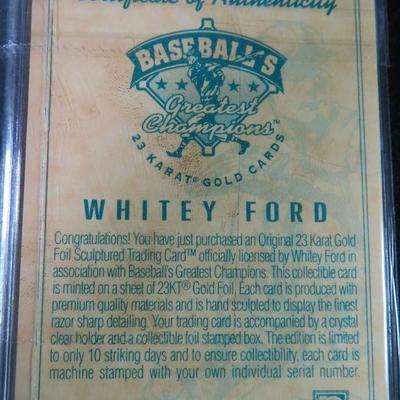 Certificate of Authenticity
BASEBALL'S
Greatest
Champions™
23 KARAT® GOLD CARDS
WHITEY FORD
Congratulations! You have just purchased an Original 23 Karat Gold
Foil Sculptured Trading Card™ officially licensed by Whitey Ford in
association with Baseball's Greatest Champions. This collectible card
is minted on a sheet of 23KT® Gold Foil, Each card is produced with
premium quality materials and is hand sculpted to display the finest
razor sharp detailing. Your trading card is accompanied by a crystal
clear holder and a collectible foil stamped box. The edition is limited
to only 10 striking days and to ensure collectibility, each card is
machine stamped with your own individual serial number.